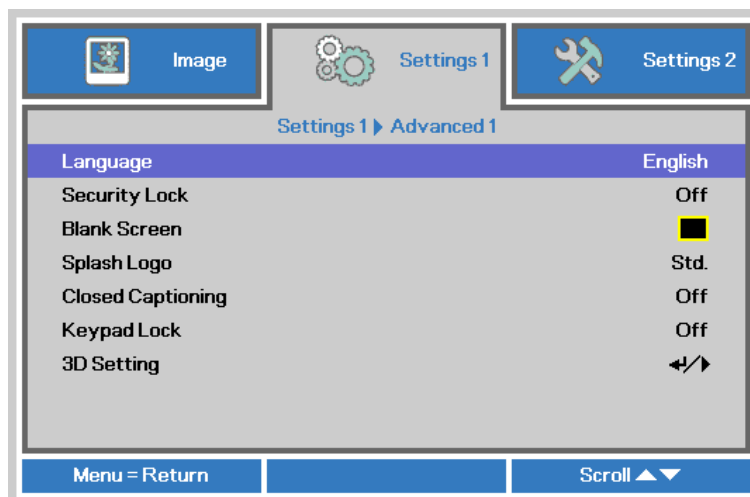 Image Settings 1 Settings 2
Settings 1 Advanced 1
Language English
Security Lock Off
Blank Screen
Splash Logo Std.
Closed Captioning Off
Keypad Lock Off
3D Setting ↵/▶
Menu = Return Scroll ▲▼